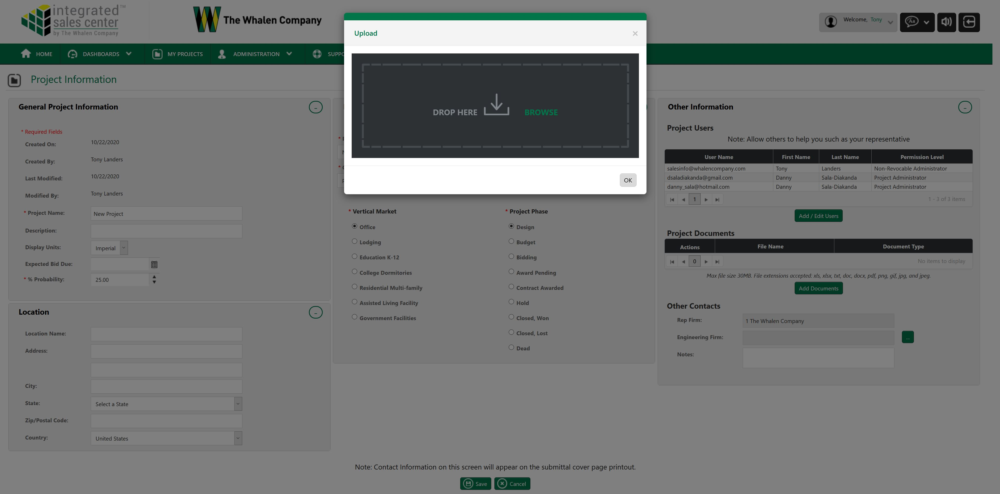 integrated™
sales center
by The Whalen Company
The Whalen Company
Welcome, Tony
Aa
HOME
DASHBOARDS
MY PROJECTS
ADMINISTRATION
Upload
×
DROP HERE
BROWSE
OK
Project Information
General Project Information
* Required Fields
Created On: 10/22/2020
Created By: Tony Landers
Last Modified: 10/22/2020
Modified By: Tony Landers
* Project Name: New Project
Description:
Display Units: Imperial
Expected Bid Due:
* % Probability: 25.00
Location
Location Name:
Address:
City:
State: Select a State
Zip/Postal Code:
Country: United States
* Vertical Market
Office
Lodging
Education K-12
College Dormitories
Residential Multi-family
Assisted Living Facility
Government Facilities
* Project Phase
Design
Budget
Bidding
Award Pending
Contract Awarded
Hold
Closed, Won
Closed, Lost
Dead
Other Information
Project Users
Note: Allow others to help you such as your representative
User Name First Name Last Name Permission Level
salesinfo@whalencompany.com Tony Landers Non-Revocable Administrator
dsaladiakanda@gmail.com Danny Sala-Diakanda Project Administrator
danny_sala@hotmail.com Danny Sala-Diakanda Project Administrator
1 1 - 3 of 3 items
Add / Edit Users
Project Documents
Actions File Name Document Type
0 No items to display
Max file size 30MB. File extensions accepted: xls, xlsx, txt, doc, docx, pdf, png, gif, jpg, and jpeg.
Add Documents
Other Contacts
Rep Firm: 1 The Whalen Company
Engineering Firm: ...
Notes:
Note: Contact Information on this screen will appear on the submittal cover page printout.
Save
Cancel